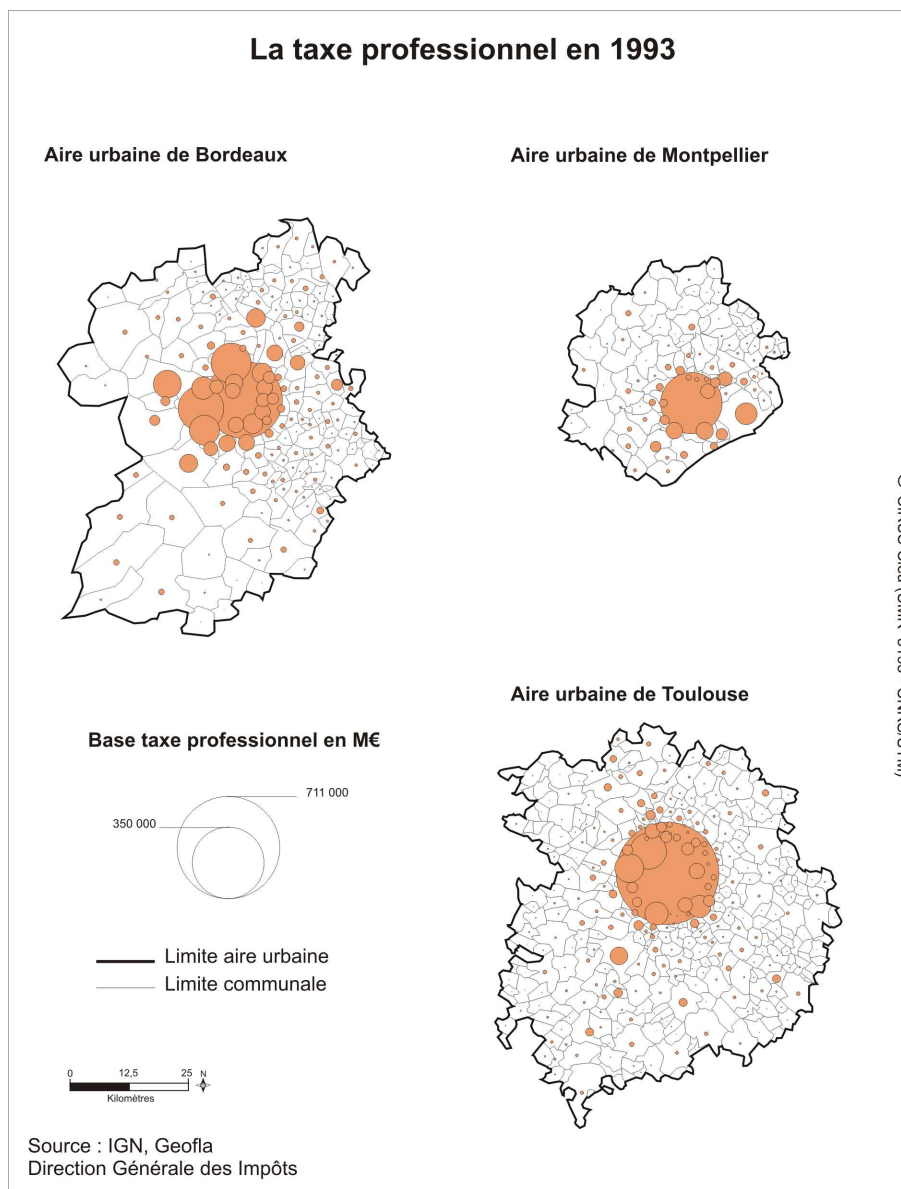 La taxe professionnel en 1993
Aire urbaine de Bordeaux
Aire urbaine de Montpellier
Aire urbaine de Toulouse
Base taxe professionnel en M€
711 000
350 000
Limite aire urbaine
Limite communale
0 12,5 25 N
Kilomètres
Source : IGN, Geofla
Direction Générale des Impôts